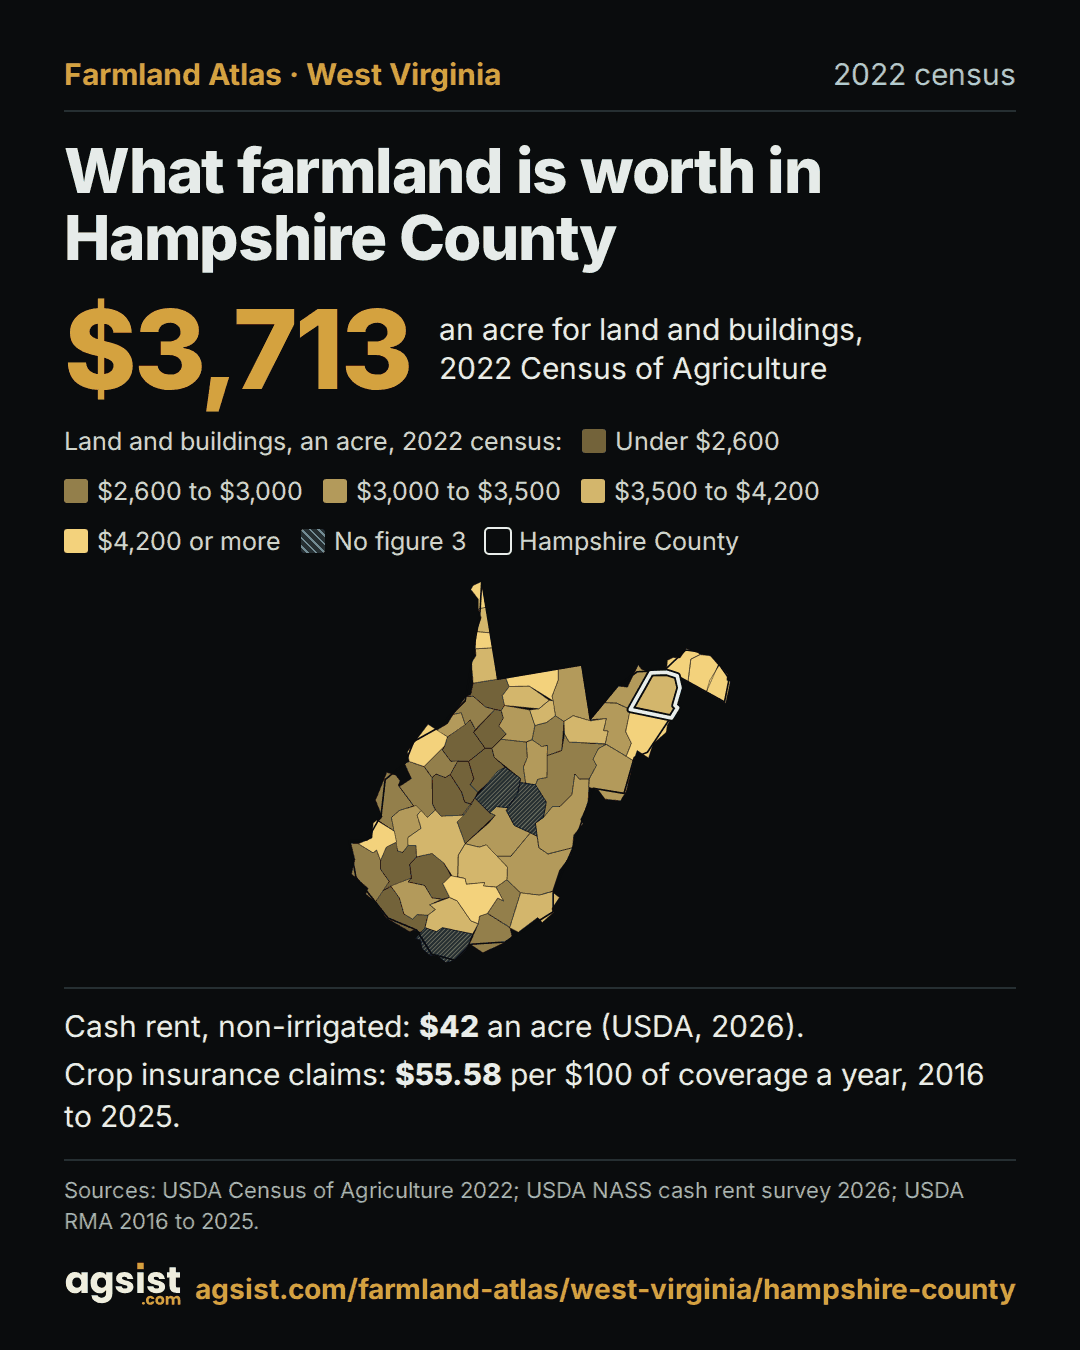 Farmland Atlas · West Virginia
2022 census
What farmland is worth in
Hampshire County
$3,713
an acre for land and buildings,
2022 Census of Agriculture
Land and buildings, an acre, 2022 census: Under $2,600
$2,600 to $3,000 $3,000 to $3,500 $3,500 to $4,200
$4,200 or more No figure 3 Hampshire County
Cash rent, non-irrigated: $42 an acre (USDA, 2026).
Crop insurance claims: $55.58 per $100 of coverage a year, 2016
to 2025.
Sources: USDA Census of Agriculture 2022; USDA NASS cash rent survey 2026; USDA
RMA 2016 to 2025.
agsist
.com
agsist.com/farmland-atlas/west-virginia/hampshire-county